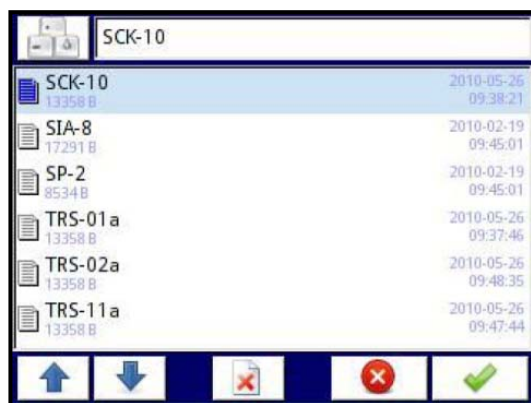 SCK-10
SCK-10 2010-05-26
13358 B 09:38:21
SIA-8 2010-02-19
17291 B 09:45:01
SP-2 2010-02-19
8534 B 09:45:01
TRS-01a 2010-05-26
13358 B 09:37:46
TRS-02a 2010-05-26
13358 B 09:48:35
TRS-11a 2010-05-26
13358 B 09:47:44